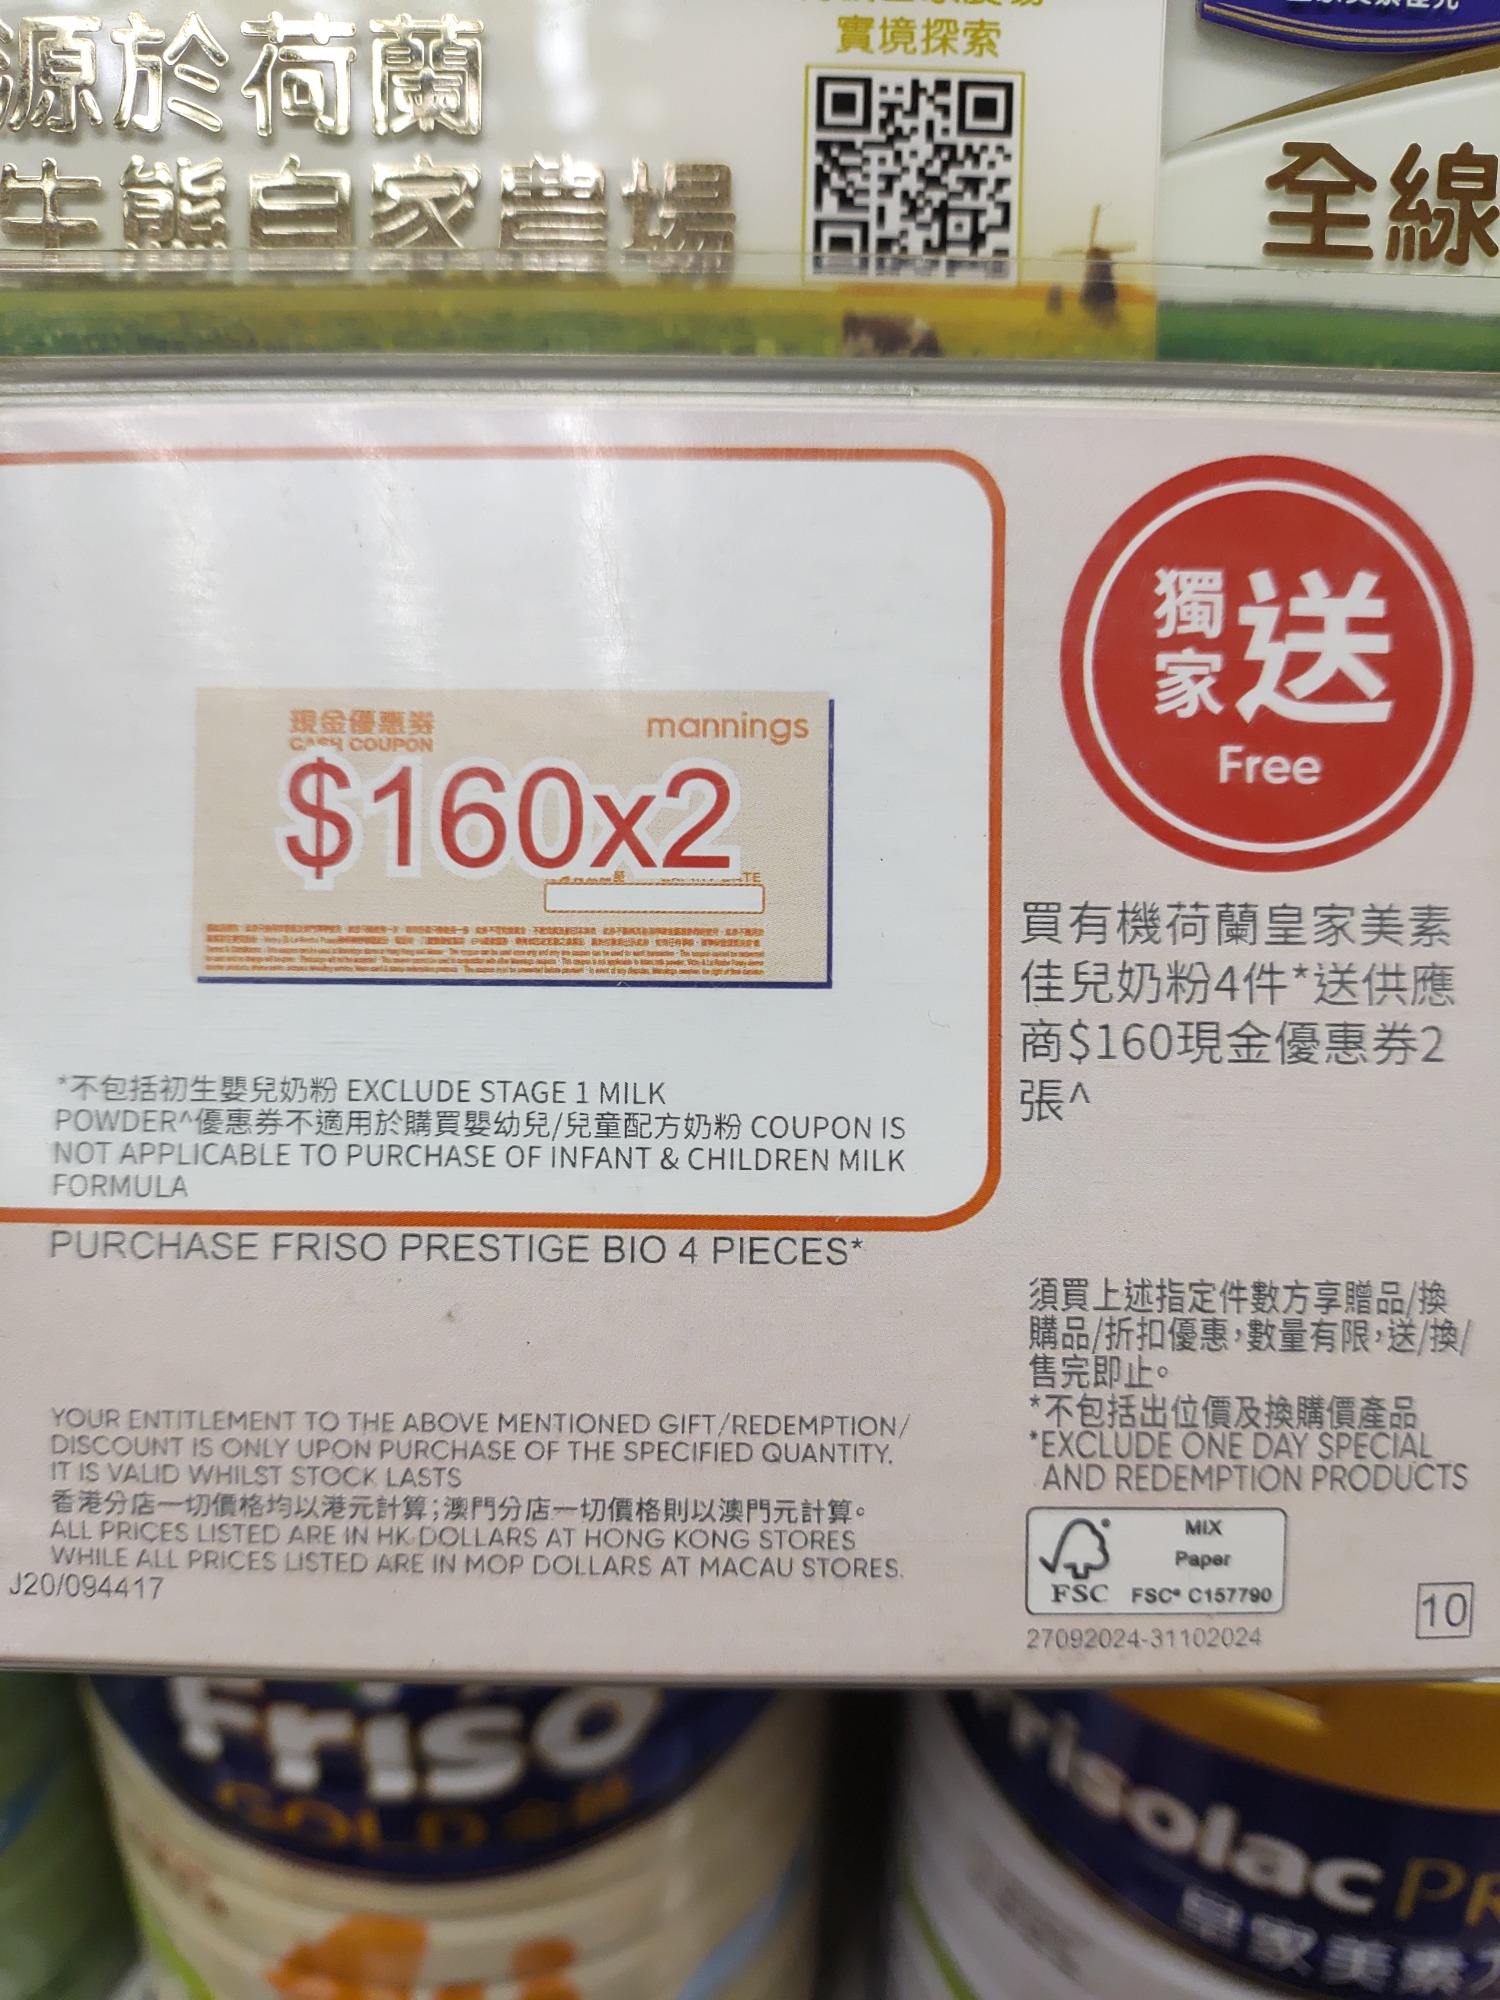 實境探索
源於荷蘭
牛熊自家農場
全線
獨家送
Free
現金優惠券
CASH COUPON
mannings
$160x2
*不包括初生嬰兒奶粉 EXCLUDE STAGE 1 MILK
POWDER^優惠券不適用於購買嬰幼兒/兒童配方奶粉 COUPON IS
NOT APPLICABLE TO PURCHASE OF INFANT & CHILDREN MILK
FORMULA
PURCHASE FRISO PRESTIGE BIO 4 PIECES*
買有機荷蘭皇家美素
佳兒奶粉4件*送供應
商$160現金優惠券2
張^
須買上述指定件數方享贈品/換
購品/折扣優惠,數量有限,送/換/
售完即止。
*不包括出位價及換購價產品
*EXCLUDE ONE DAY SPECIAL
AND REDEMPTION PRODUCTS
YOUR ENTITLEMENT TO THE ABOVE MENTIONED GIFT/REDEMPTION/
DISCOUNT IS ONLY UPON PURCHASE OF THE SPECIFIED QUANTITY.
IT IS VALID WHILST STOCK LASTS
香港分店一切價格均以港元計算;澳門分店一切價格則以澳門元計算。
ALL PRICES LISTED ARE IN HK DOLLARS AT HONG KONG STORES
WHILE ALL PRICES LISTED ARE IN MOP DOLLARS AT MACAU STORES.
J20/094417
MIX
Paper
FSC FSC® C157790
27092024-31102024
10
Friso
GOLD
Frisolac PR
皇家美素